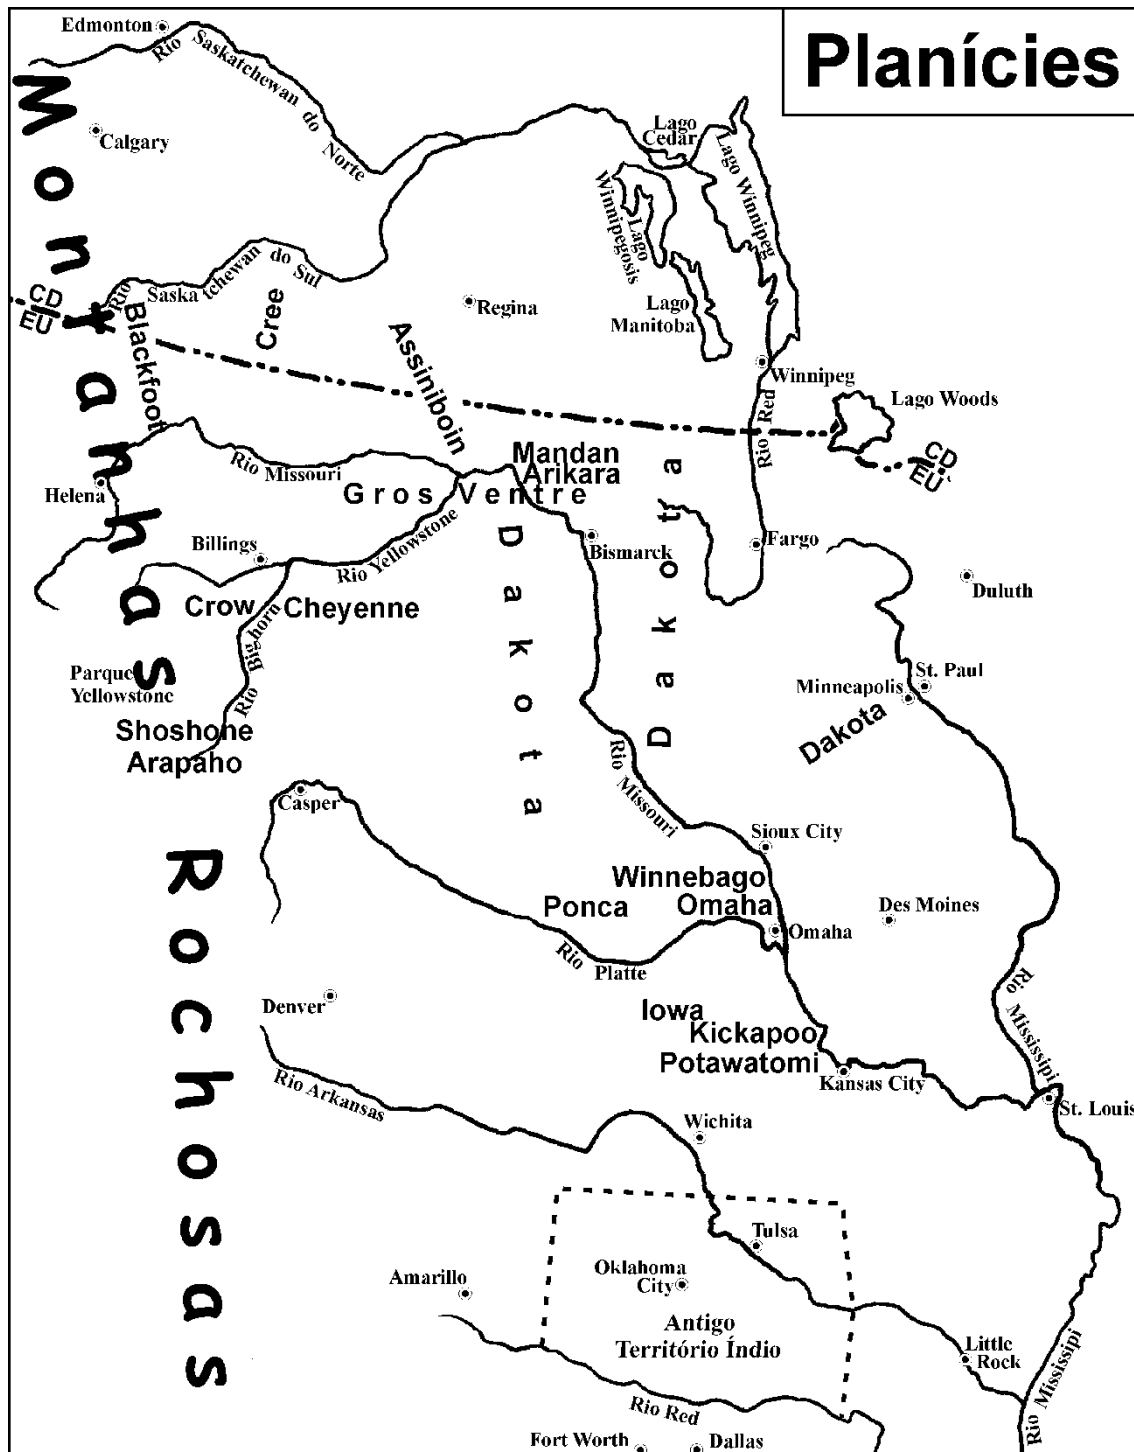 Planícies
Edmonton
Rio Saskatchewan do Norte
Calgary
Lago
Cedar
Lago Winnipeg
Lago
Winnipegosis
Lago
Manitoba
Rio Saskatchewan do Sul
Cree
Regina
CD
EU
Blackfoot
Assiniboin
Winnipeg
Rio Red
Lago Woods
CD
EU
Montanhas
Rochosas
Helena
Rio Missouri
Mandan
Arikara
Gros Ventre
Dakota
Dakota
Billings
Rio Yellowstone
Bismarck
Fargo
Duluth
Crow
Cheyenne
Rio Bighorn
Parque
Yellowstone
St. Paul
Minneapolis
Dakota
Shoshone
Arapaho
Casper
Rio Missouri
Sioux City
Winnebago
Omaha
Ponca
Omaha
Des Moines
Rio Platte
Denver
Iowa
Kickapoo
Potawatomi
Kansas City
Rio Mississipi
St. Louis
Rio Arkansas
Wichita
Tulsa
Oklahoma
City
Amarillo
Antigo
Território Índio
Little
Rock
Rio Mississipi
Rio Red
Fort Worth
Dallas